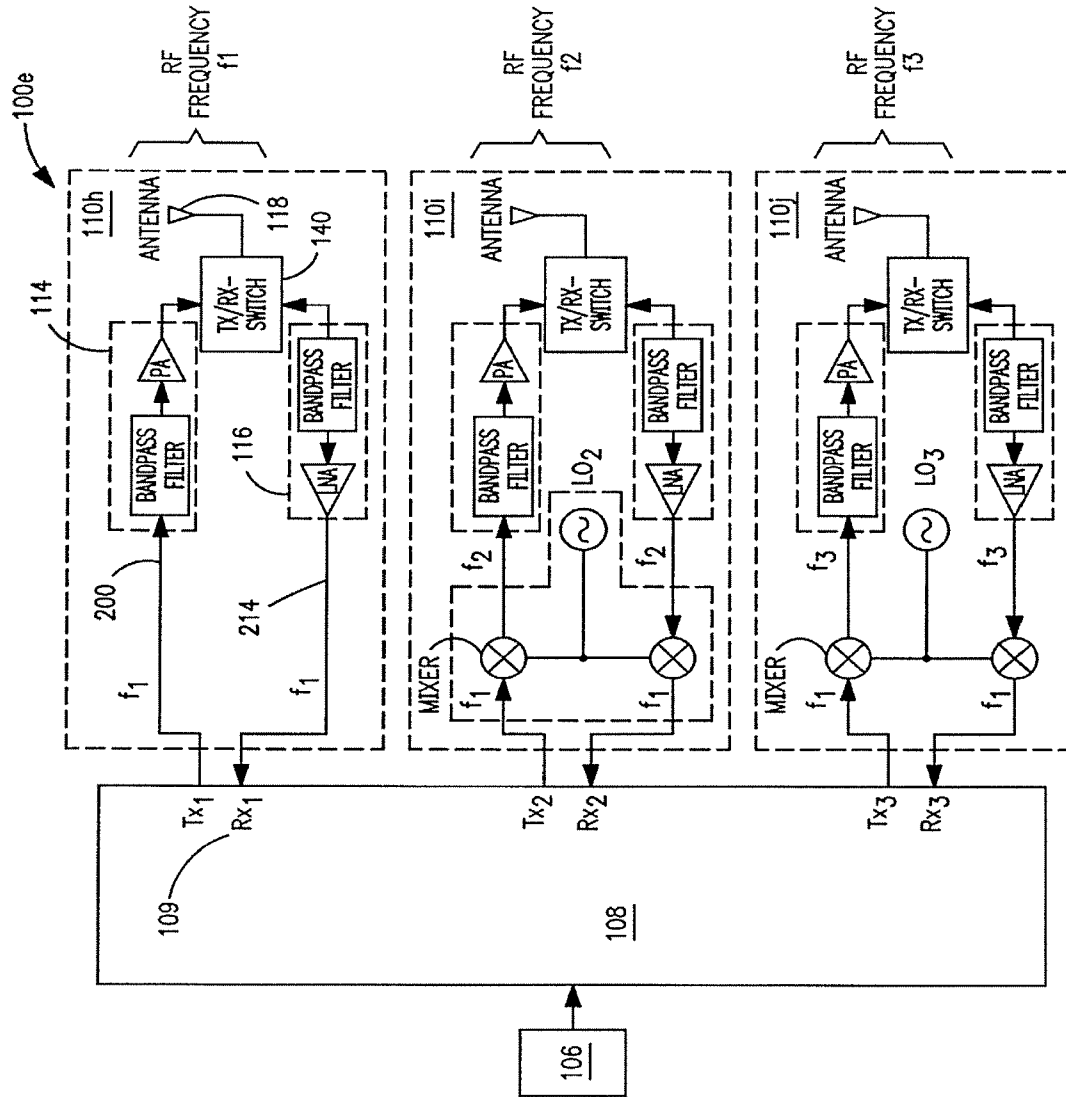 100e
RF
FREQUENCY
f1
110h
ANTENNA
118
114
BANDPASS
FILTER
PA
TX/RX-
SWITCH
140
116
BANDPASS
FILTER
LNA
200
214
f1
f1
Tx1
Rx1
109
RF
FREQUENCY
f2
110i
ANTENNA
BANDPASS
FILTER
PA
TX/RX-
SWITCH
BANDPASS
FILTER
LNA
LO2
f2
f2
MIXER
f1
f1
Tx2
Rx2
RF
FREQUENCY
f3
110j
ANTENNA
BANDPASS
FILTER
PA
TX/RX-
SWITCH
BANDPASS
FILTER
LNA
LO3
f3
f3
MIXER
f1
f1
Tx3
Rx3
108
106